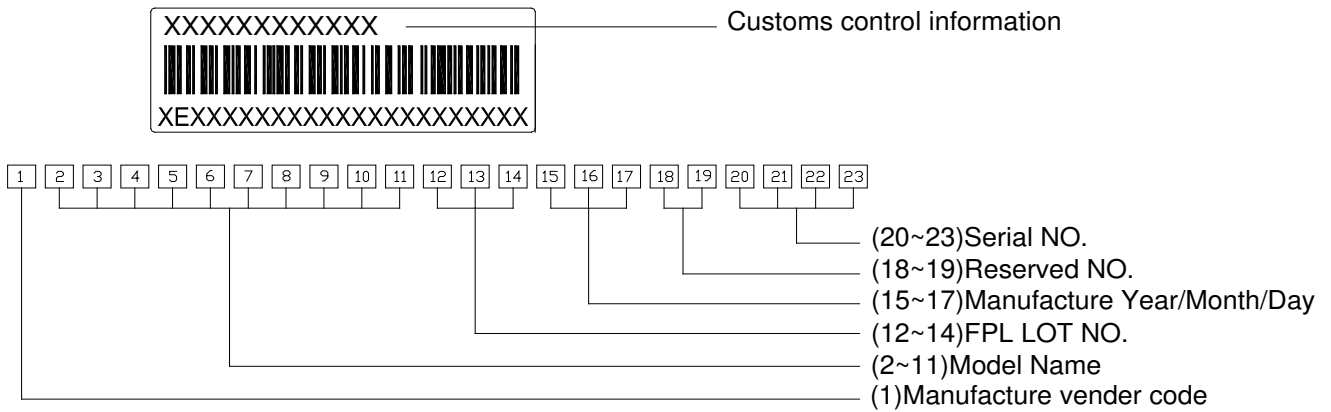 XXXXXXXXXXXX
Customs control information
XEXXXXXXXXXXXXXXXXXXXXX
1 2 3 4 5 6 7 8 9 10 11 12 13 14 15 16 17 18 19 20 21 22 23
(20~23)Serial NO.
(18~19)Reserved NO.
(15~17)Manufacture Year/Month/Day
(12~14)FPL LOT NO.
(2~11)Model Name
(1)Manufacture vender code